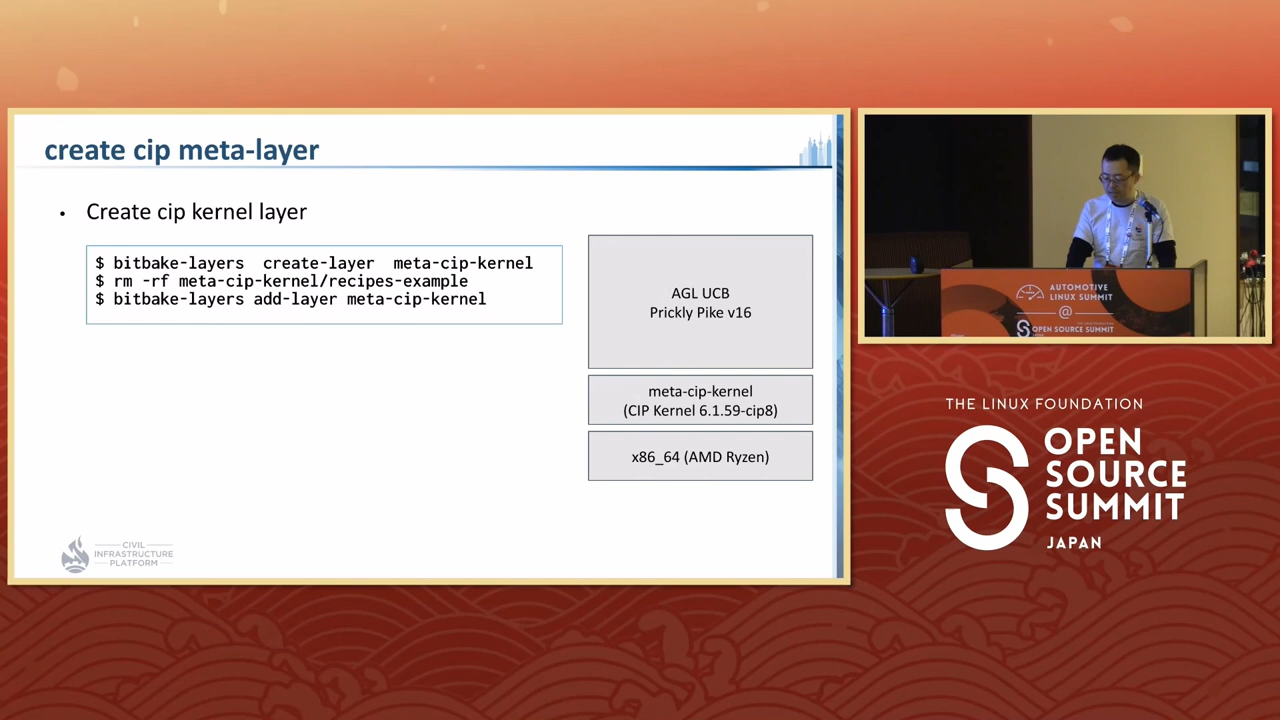 create cip meta-layer
• Create cip kernel layer
$ bitbake-layers create-layer meta-cip-kernel
$ rm -rf meta-cip-kernel/recipes-example
$ bitbake-layers add-layer meta-cip-kernel
AGL UCB
Prickly Pike v16
meta-cip-kernel
(CIP Kernel 6.1.59-cip8)
x86_64 (AMD Ryzen)
CIVIL
INFRASTRUCTURE
PLATFORM
AUTOMOTIVE
LINUX SUMMIT
@
THE LINUX FOUNDATION
OPEN SOURCE SUMMIT
THE LINUX FOUNDATION
OPEN
SOURCE
SUMMIT
JAPAN